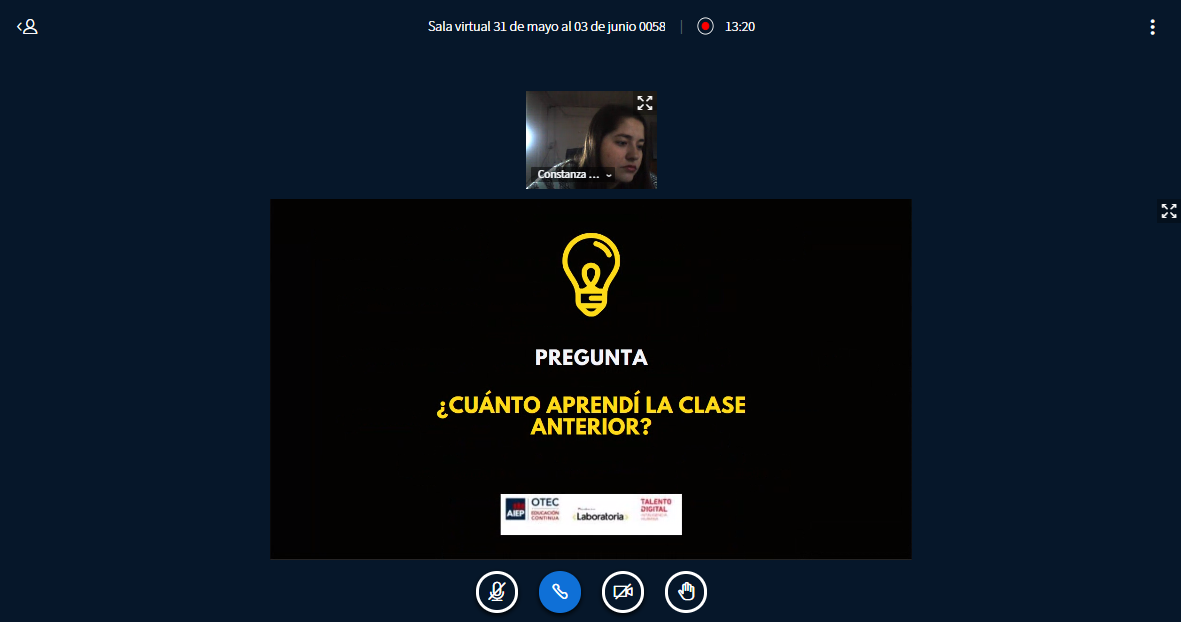 Sala virtual 31 de mayo al 03 de junio 0058
13:20
Constanza ...
PREGUNTA
¿CUÁNTO APRENDÍ LA CLASE
ANTERIOR?
AIEP
OTEC
EDUCACIÓN
CONTINUA
Laboratoria
TALENTO
DIGITAL